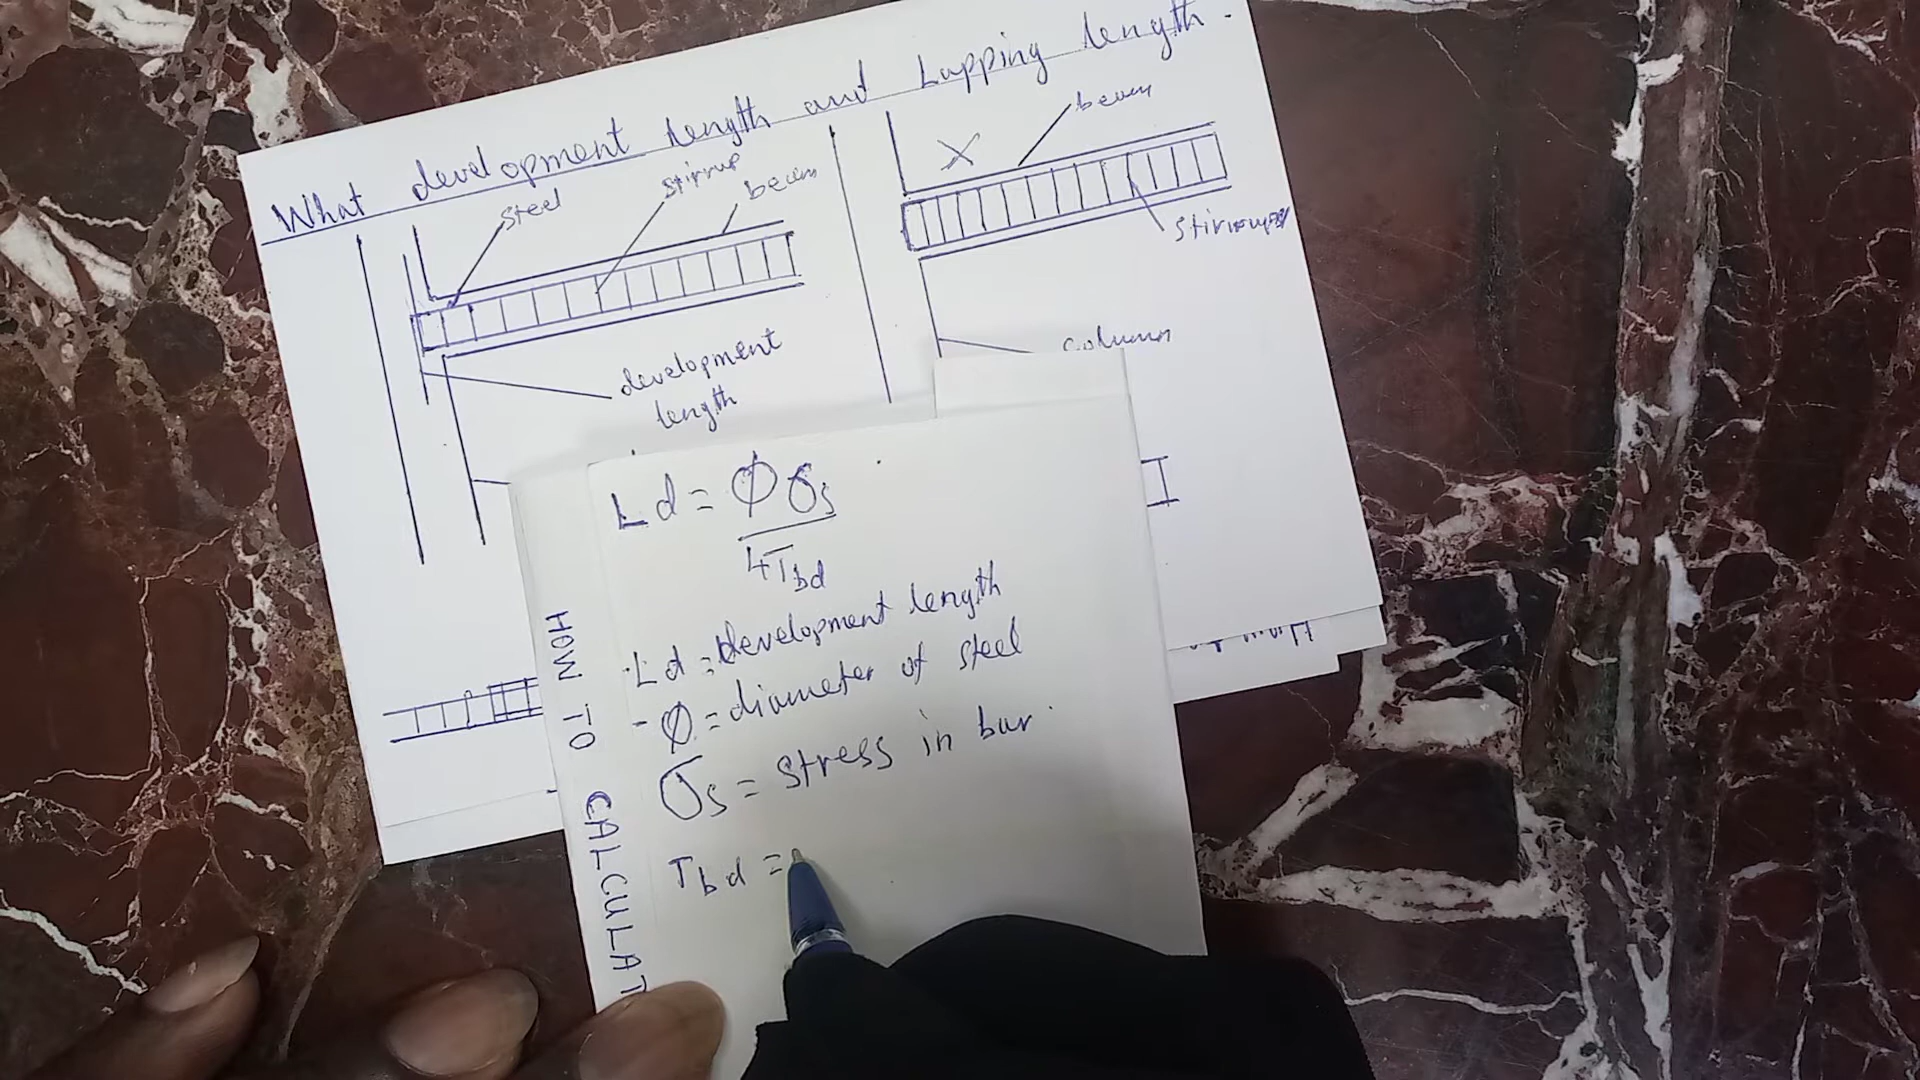 What development length and Lapping length.
steel
stirrup
beam
development
length
beam
stirrups
column
Ld = Øσs
4Tbd
Ld = development length
- Ø = diameter of steel
σs = stress in bar
Tbd =
HOW TO CALCULAT